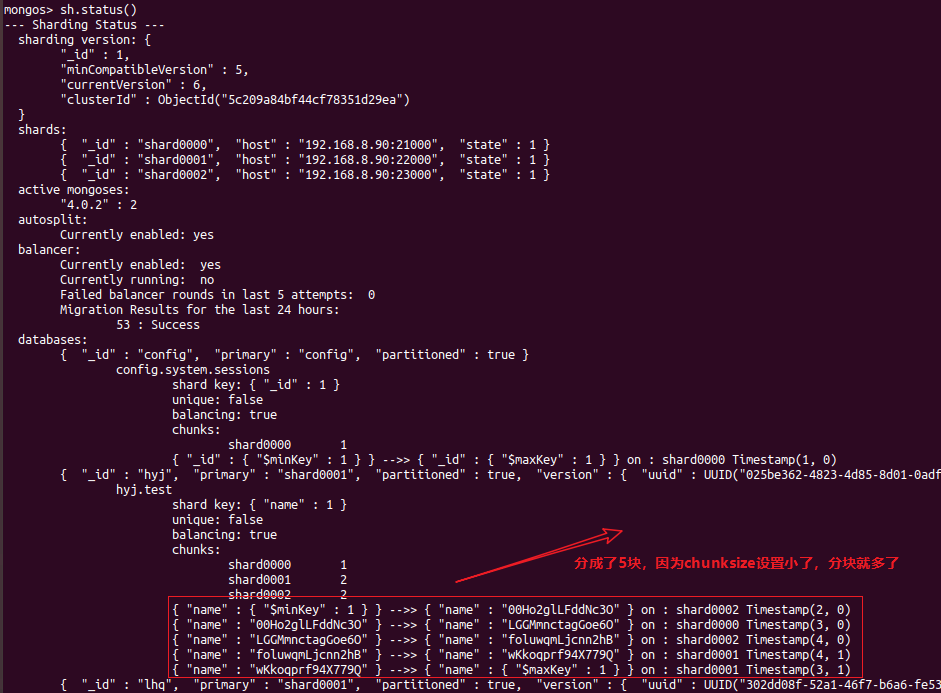 mongos> sh.status()
--- Sharding Status ---
  sharding version: {
        "_id" : 1,
        "minCompatibleVersion" : 5,
        "currentVersion" : 6,
        "clusterId" : ObjectId("5c209a84bf44cf78351d29ea")
  }
  shards:
        {  "_id" : "shard0000",  "host" : "192.168.8.90:21000",  "state" : 1 }
        {  "_id" : "shard0001",  "host" : "192.168.8.90:22000",  "state" : 1 }
        {  "_id" : "shard0002",  "host" : "192.168.8.90:23000",  "state" : 1 }
  active mongoses:
        "4.0.2" : 2
  autosplit:
        Currently enabled: yes
  balancer:
        Currently enabled:  yes
        Currently running:  no
        Failed balancer rounds in last 5 attempts:  0
        Migration Results for the last 24 hours:
                53 : Success
  databases:
        {  "_id" : "config",  "primary" : "config",  "partitioned" : true }
                config.system.sessions
                        shard key: { "_id" : 1 }
                        unique: false
                        balancing: true
                        chunks:
                                shard0000       1
                        { "_id" : { "$minKey" : 1 } } -->> { "_id" : { "$maxKey" : 1 } } on : shard0000 Timestamp(1, 0)
        {  "_id" : "hyj",  "primary" : "shard0001",  "partitioned" : true,  "version" : {  "uuid" : UUID("025be362-4823-4d85-8d01-0adf
                hyj.test
                        shard key: { "name" : 1 }
                        unique: false
                        balancing: true
                        chunks:
                                shard0000       1
分成了5块，因为chunksize设置小了，分块就多了
                                shard0001       2
                                shard0002       2
                        { "name" : { "$minKey" : 1 } } -->> { "name" : "00Ho2glLFddNc3O" } on : shard0002 Timestamp(2, 0)
                        { "name" : "00Ho2glLFddNc3O" } -->> { "name" : "LGGMmnctagGoe6O" } on : shard0000 Timestamp(3, 0)
                        { "name" : "LGGMmnctagGoe6O" } -->> { "name" : "foluwqmLjcnn2hB" } on : shard0002 Timestamp(4, 0)
                        { "name" : "foluwqmLjcnn2hB" } -->> { "name" : "wKkoqprf94X779Q" } on : shard0001 Timestamp(4, 1)
                        { "name" : "wKkoqprf94X779Q" } -->> { "name" : { "$maxKey" : 1 } } on : shard0001 Timestamp(3, 1)
        {  "_id" : "lhq",  "primary" : "shard0001",  "partitioned" : true,  "version" : {  "uuid" : UUID("302dd08f-52a1-46f7-b6a6-fe53